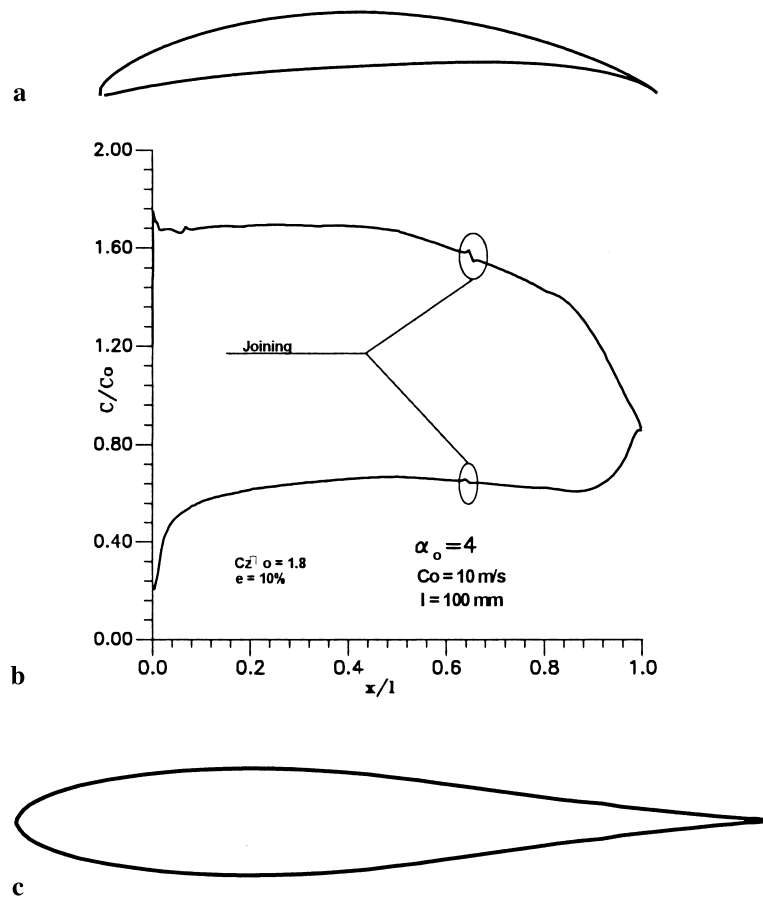 a
2.00
1.60
1.20
0.80
0.40
0.00
C/Co
Joining
Cz o = 1.8
e = 10%
α o = 4
Co = 10 m/s
l = 100 mm
0.0 0.2 0.4 0.6 0.8 1.0
x/l
b
c